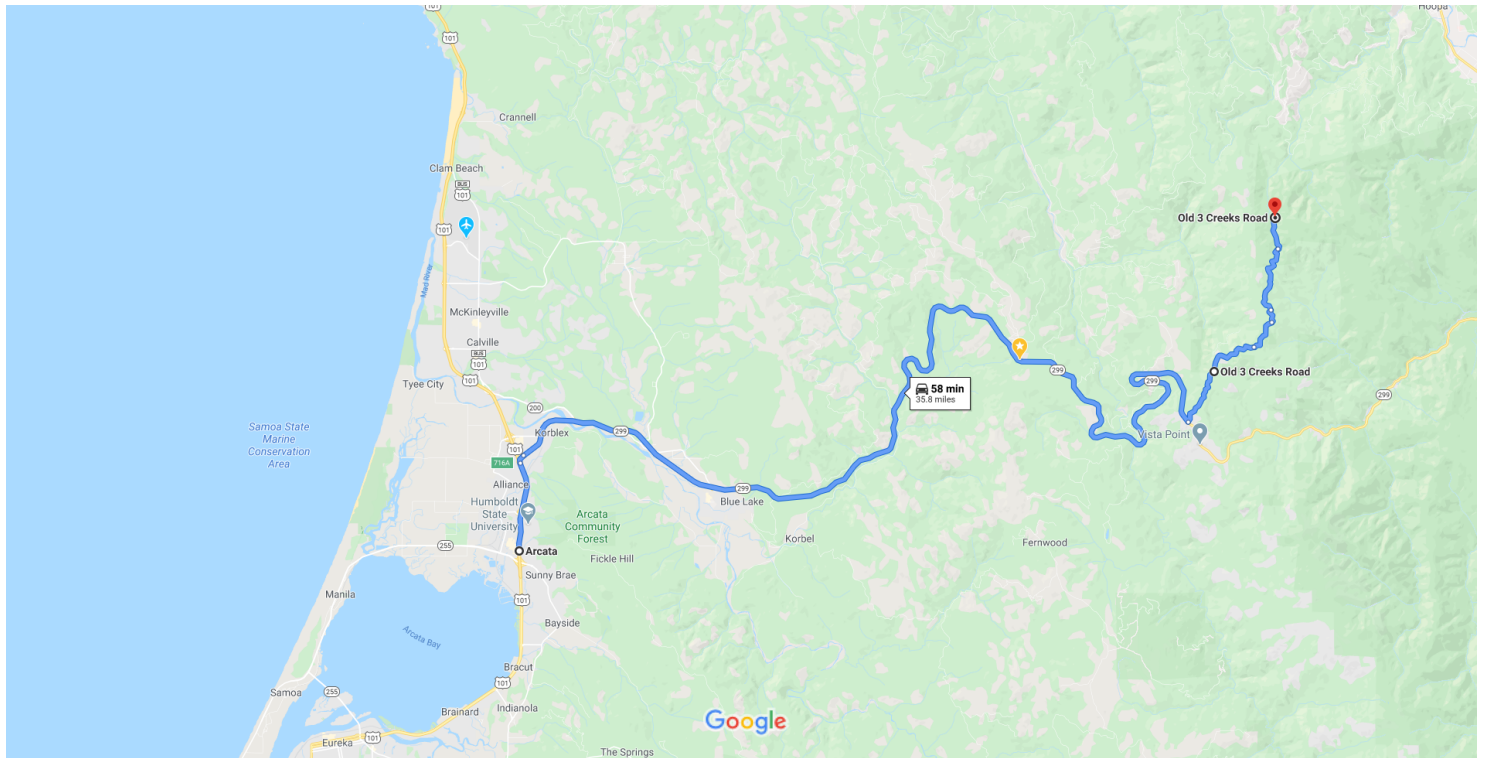 101
Hoopa
101
Crannell
Clam Beach
BUS
101
Old 3 Creeks Road
101
Mad River
McKinleyville
Calville
BUS
101
299
Old 3 Creeks Road
Tyee City
101
299
58 min
35.8 miles
299
200
Samoa State
Marine
Conservation
Area
Korblex
299
Vista Point
101
716A
Alliance
299
Blue Lake
Humboldt
State
University
Arcata
Community
Forest
Korbel
Fernwood
255
Arcata
Fickle Hill
Sunny Brae
Manila
101
Bayside
Arcata Bay
Bracut
101
Samoa
255
Brainard
Indianola
Google
Eureka
101
The Springs